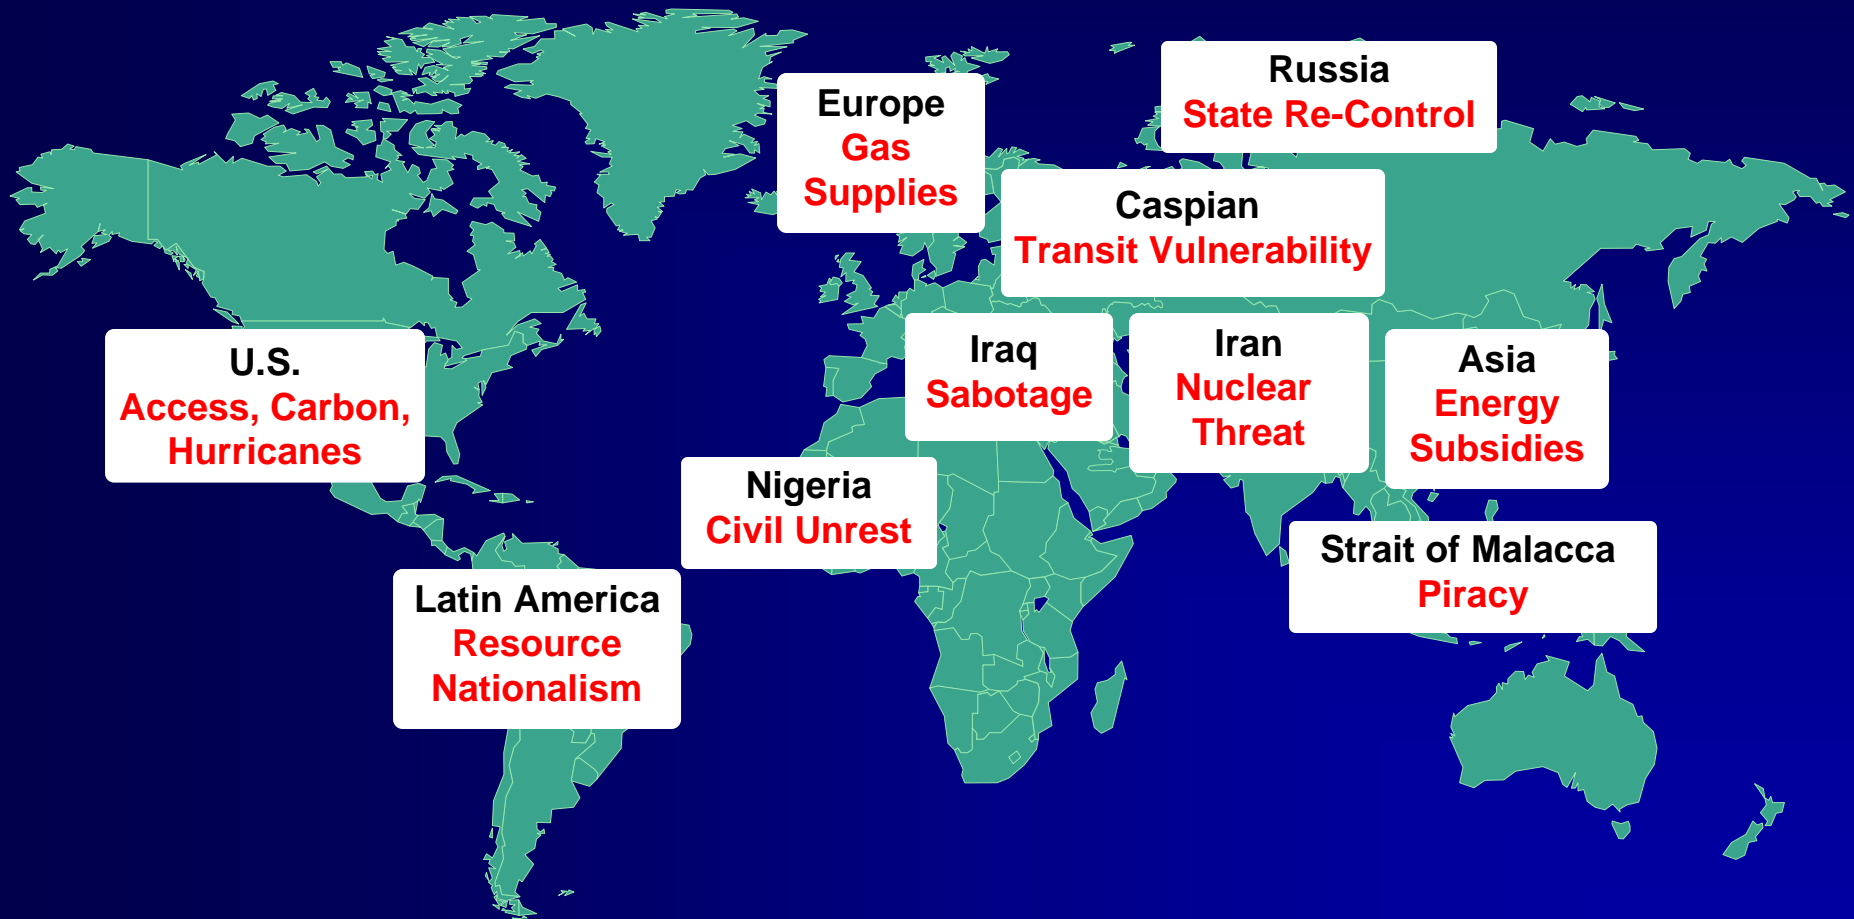 Russia
State Re-Control
Europe
Gas
Supplies
Caspian
Transit Vulnerability
U.S.
Access, Carbon,
Hurricanes
Iraq
Sabotage
Iran
Nuclear
Threat
Asia
Energy
Subsidies
Nigeria
Civil Unrest
Strait of Malacca
Piracy
Latin America
Resource
Nationalism